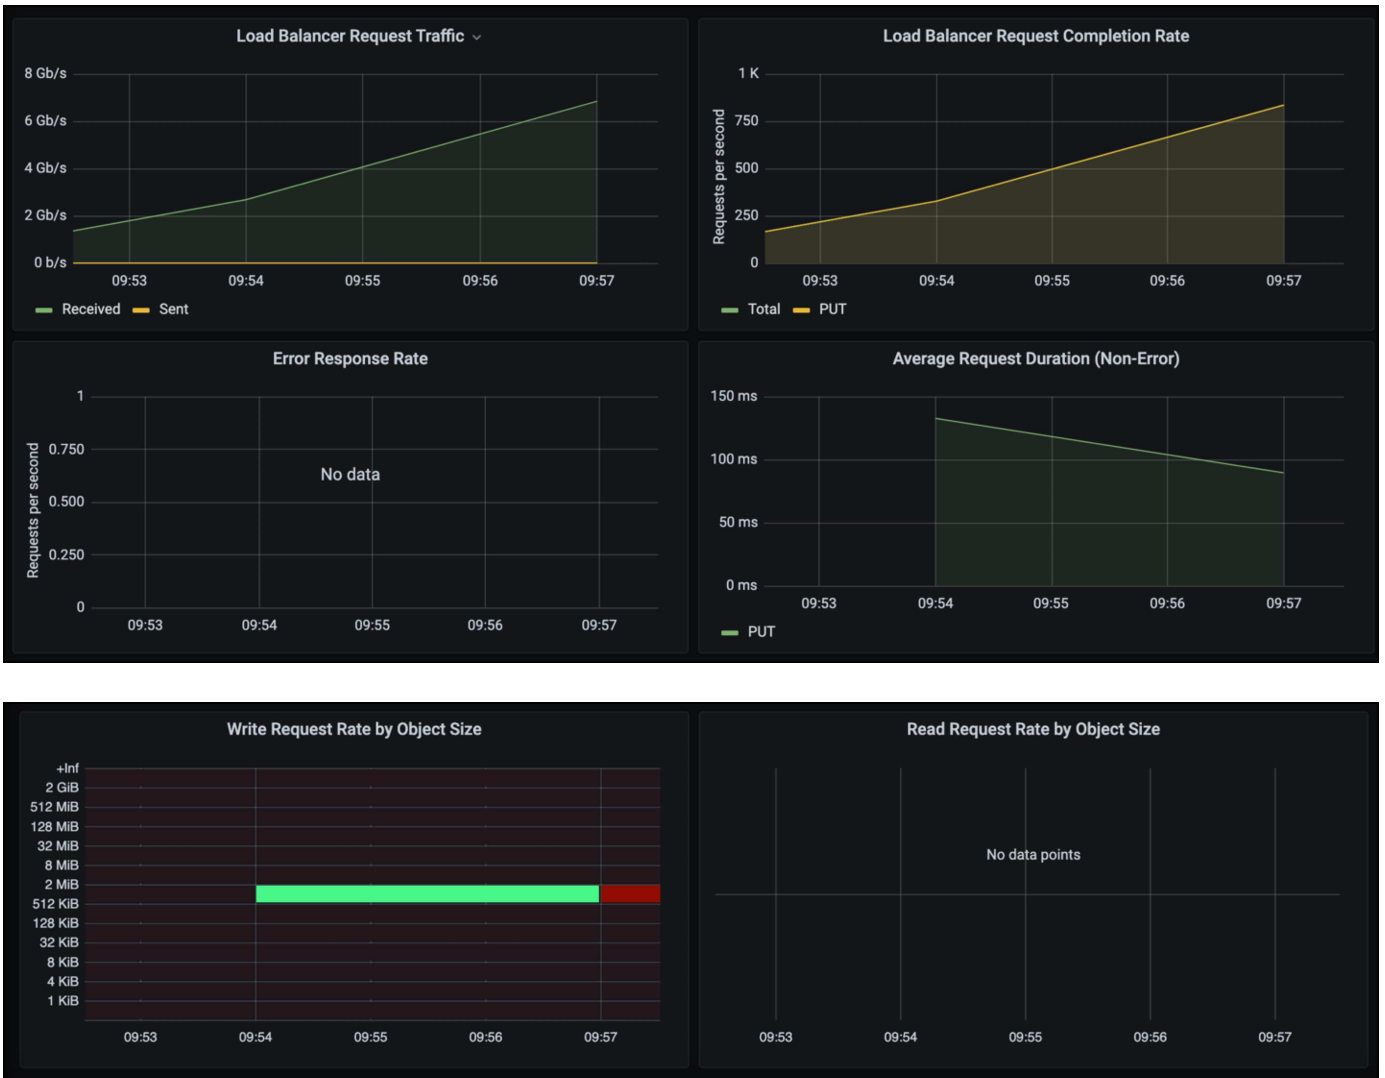 Load Balancer Request Traffic
8 Gb/s
6 Gb/s
4 Gb/s
2 Gb/s
0 b/s
09:53 09:54 09:55 09:56 09:57
Received Sent
Load Balancer Request Completion Rate
Requests per second
1 K
750
500
250
0
09:53 09:54 09:55 09:56 09:57
Total PUT
Error Response Rate
Requests per second
1
0.750
0.500
0.250
0
No data
09:53 09:54 09:55 09:56 09:57
Average Request Duration (Non-Error)
150 ms
100 ms
50 ms
0 ms
09:53 09:54 09:55 09:56 09:57
PUT
Write Request Rate by Object Size
+Inf
2 GiB
512 MiB
128 MiB
32 MiB
8 MiB
2 MiB
512 KiB
128 KiB
32 KiB
8 KiB
4 KiB
1 KiB
09:53 09:54 09:55 09:56 09:57
Read Request Rate by Object Size
No data points
09:53 09:54 09:55 09:56 09:57